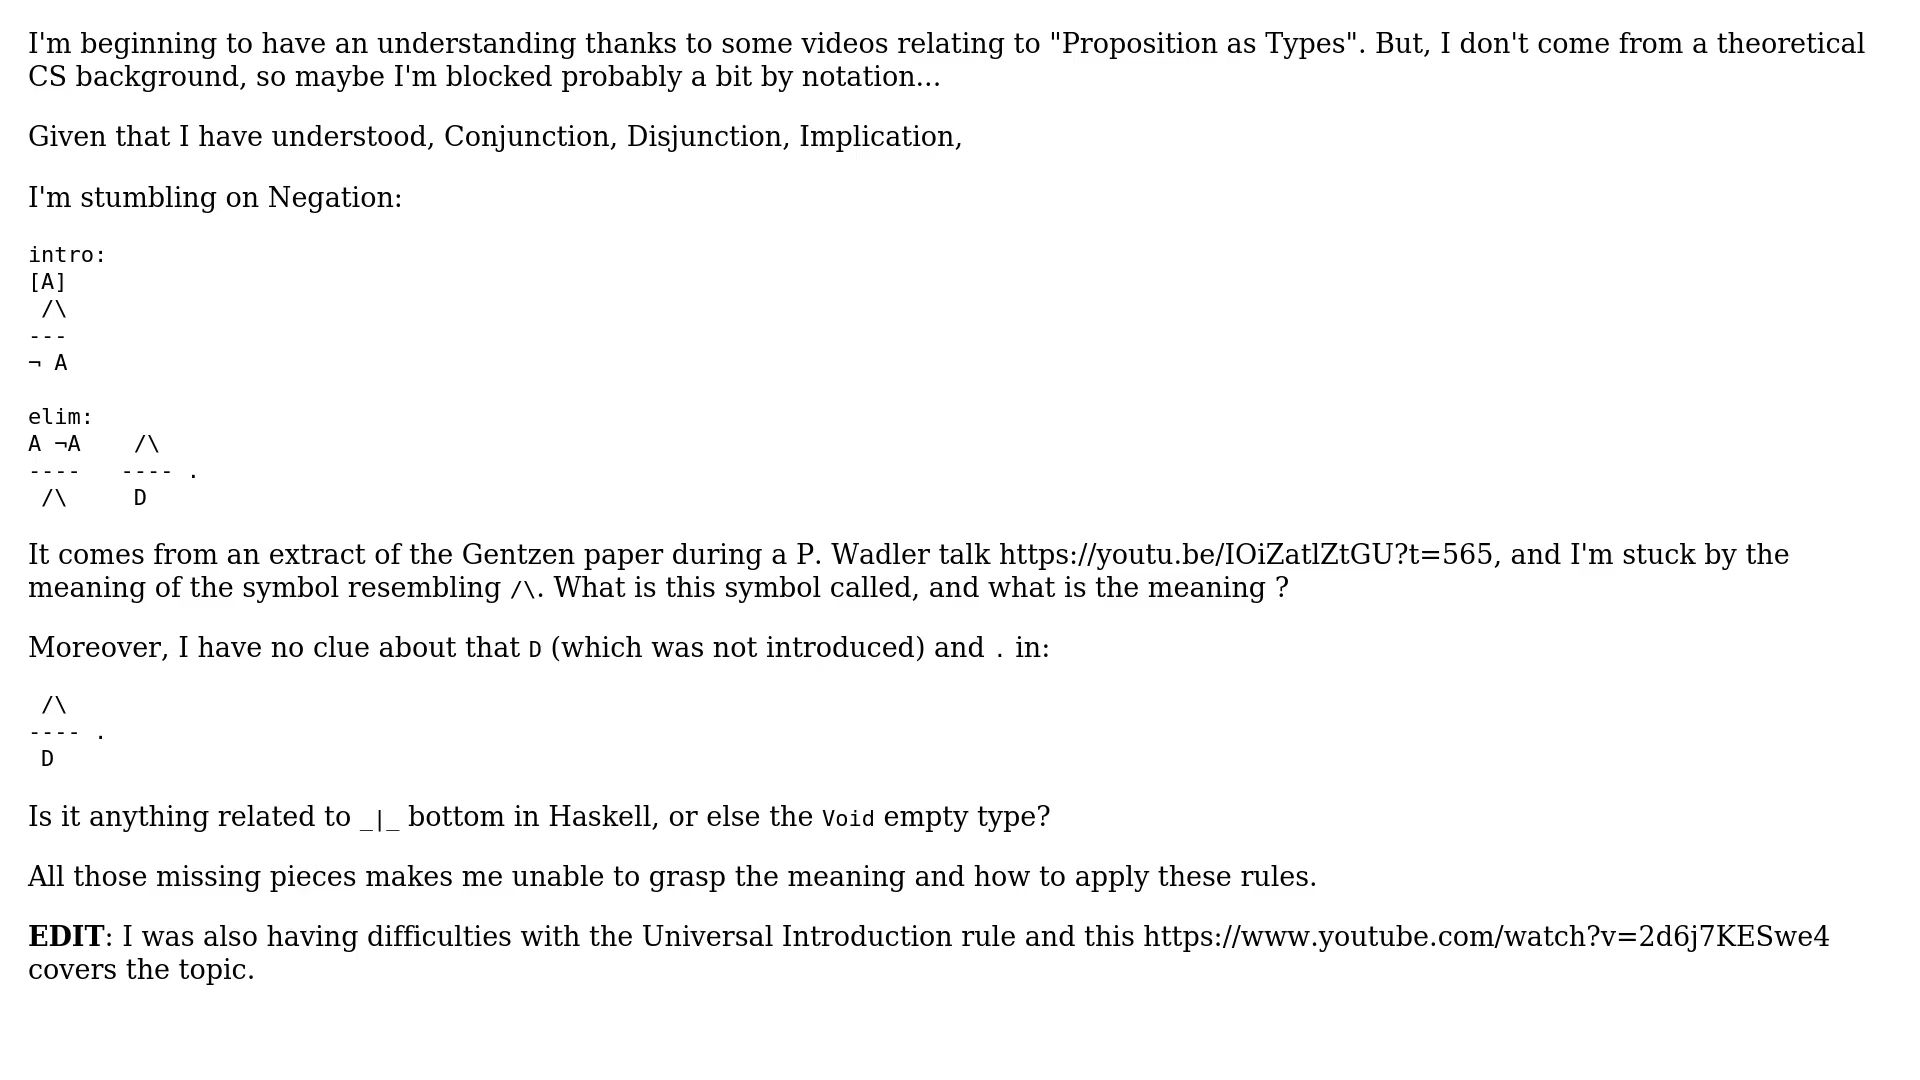 I'm beginning to have an understanding thanks to some videos relating to "Proposition as Types". But, I don't come from a theoretical
CS background, so maybe I'm blocked probably a bit by notation...
Given that I have understood, Conjunction, Disjunction, Implication,
I'm stumbling on Negation:
intro:
[A]
 /\
---
¬ A
elim:
A ¬A    /\
----   ---- .
 /\     D
It comes from an extract of the Gentzen paper during a P. Wadler talk https://youtu.be/IOiZatlZtGU?t=565, and I'm stuck by the
meaning of the symbol resembling /\. What is this symbol called, and what is the meaning ?
Moreover, I have no clue about that D (which was not introduced) and . in:
 /\
---- .
 D
Is it anything related to _|_ bottom in Haskell, or else the Void empty type?
All those missing pieces makes me unable to grasp the meaning and how to apply these rules.
EDIT: I was also having difficulties with the Universal Introduction rule and this https://www.youtube.com/watch?v=2d6j7KESwe4
covers the topic.